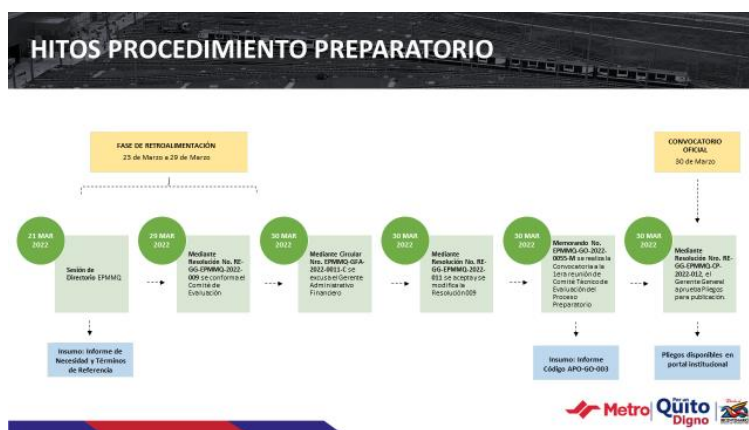 HITOS PROCEDIMIENTO PREPARATORIO
FASE DE RETROALIMENTACIÓN
23 de Marzo a 29 de Marzo
CONVOCATORIO
OFICIAL
30 de Marzo
21 MAR
2022
Sesión de
Directorio EPMMQ
29 MAR
2022
Mediante
Resolución No. RE-
GG-EPMMQ-2022-
009 se conforma el
Comité de
Evaluación
30 MAR
2022
Mediante Circular
Nro. EPMMQ-GFA-
2022-0011-C se
excusa el Gerente
Administrativo
Financiero
30 MAR
2022
Mediante
Resolución No. RE-
GG-EPMMQ-2022-
011 se acepta y se
modifica la
Resolución 009
30 MAR
2022
Memorando No.
EPMMQ-GO-2022-
0055-M se realiza la
Convocatoria a la
1era reunión de
Comité Técnico de
Evaluación del
Proceso
Preparatorio
30 MAR
2022
Mediante
Resolución Nro. RE-
GG-EPMMQ-CP-
2022-012, el
Gerente General
aprueba Pliegos
para publicación.
Insumo: Informe de
Necesidad y Términos
de Referencia
Insumo: Informe
Código APO-GO-003
Pliegos disponibles en
portal institucional
Metro
Por un
Quito
Digno